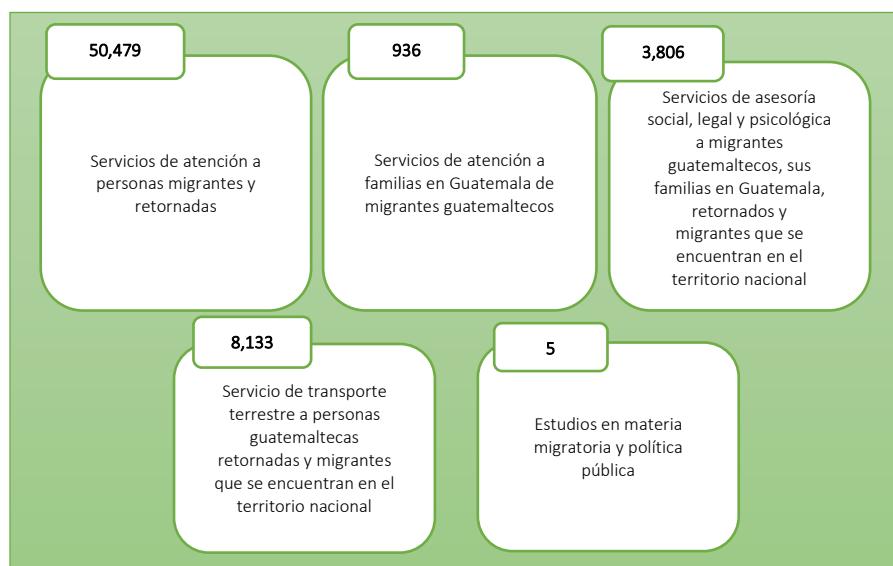 50,479
Servicios de atención a
personas migrantes y
retornadas
936
Servicios de atención a
familias en Guatemala de
migrantes guatemaltecos
3,806
Servicios de asesoría
social, legal y psicológica
a migrantes
guatemaltecos, sus
familias en Guatemala,
retornados y
migrantes que se
encuentran en el
territorio nacional
8,133
Servicio de transporte
terrestre a personas
guatemaltecas
retornadas y migrantes
que se encuentran en el
territorio nacional
5
Estudios en materia
migratoria y política
pública